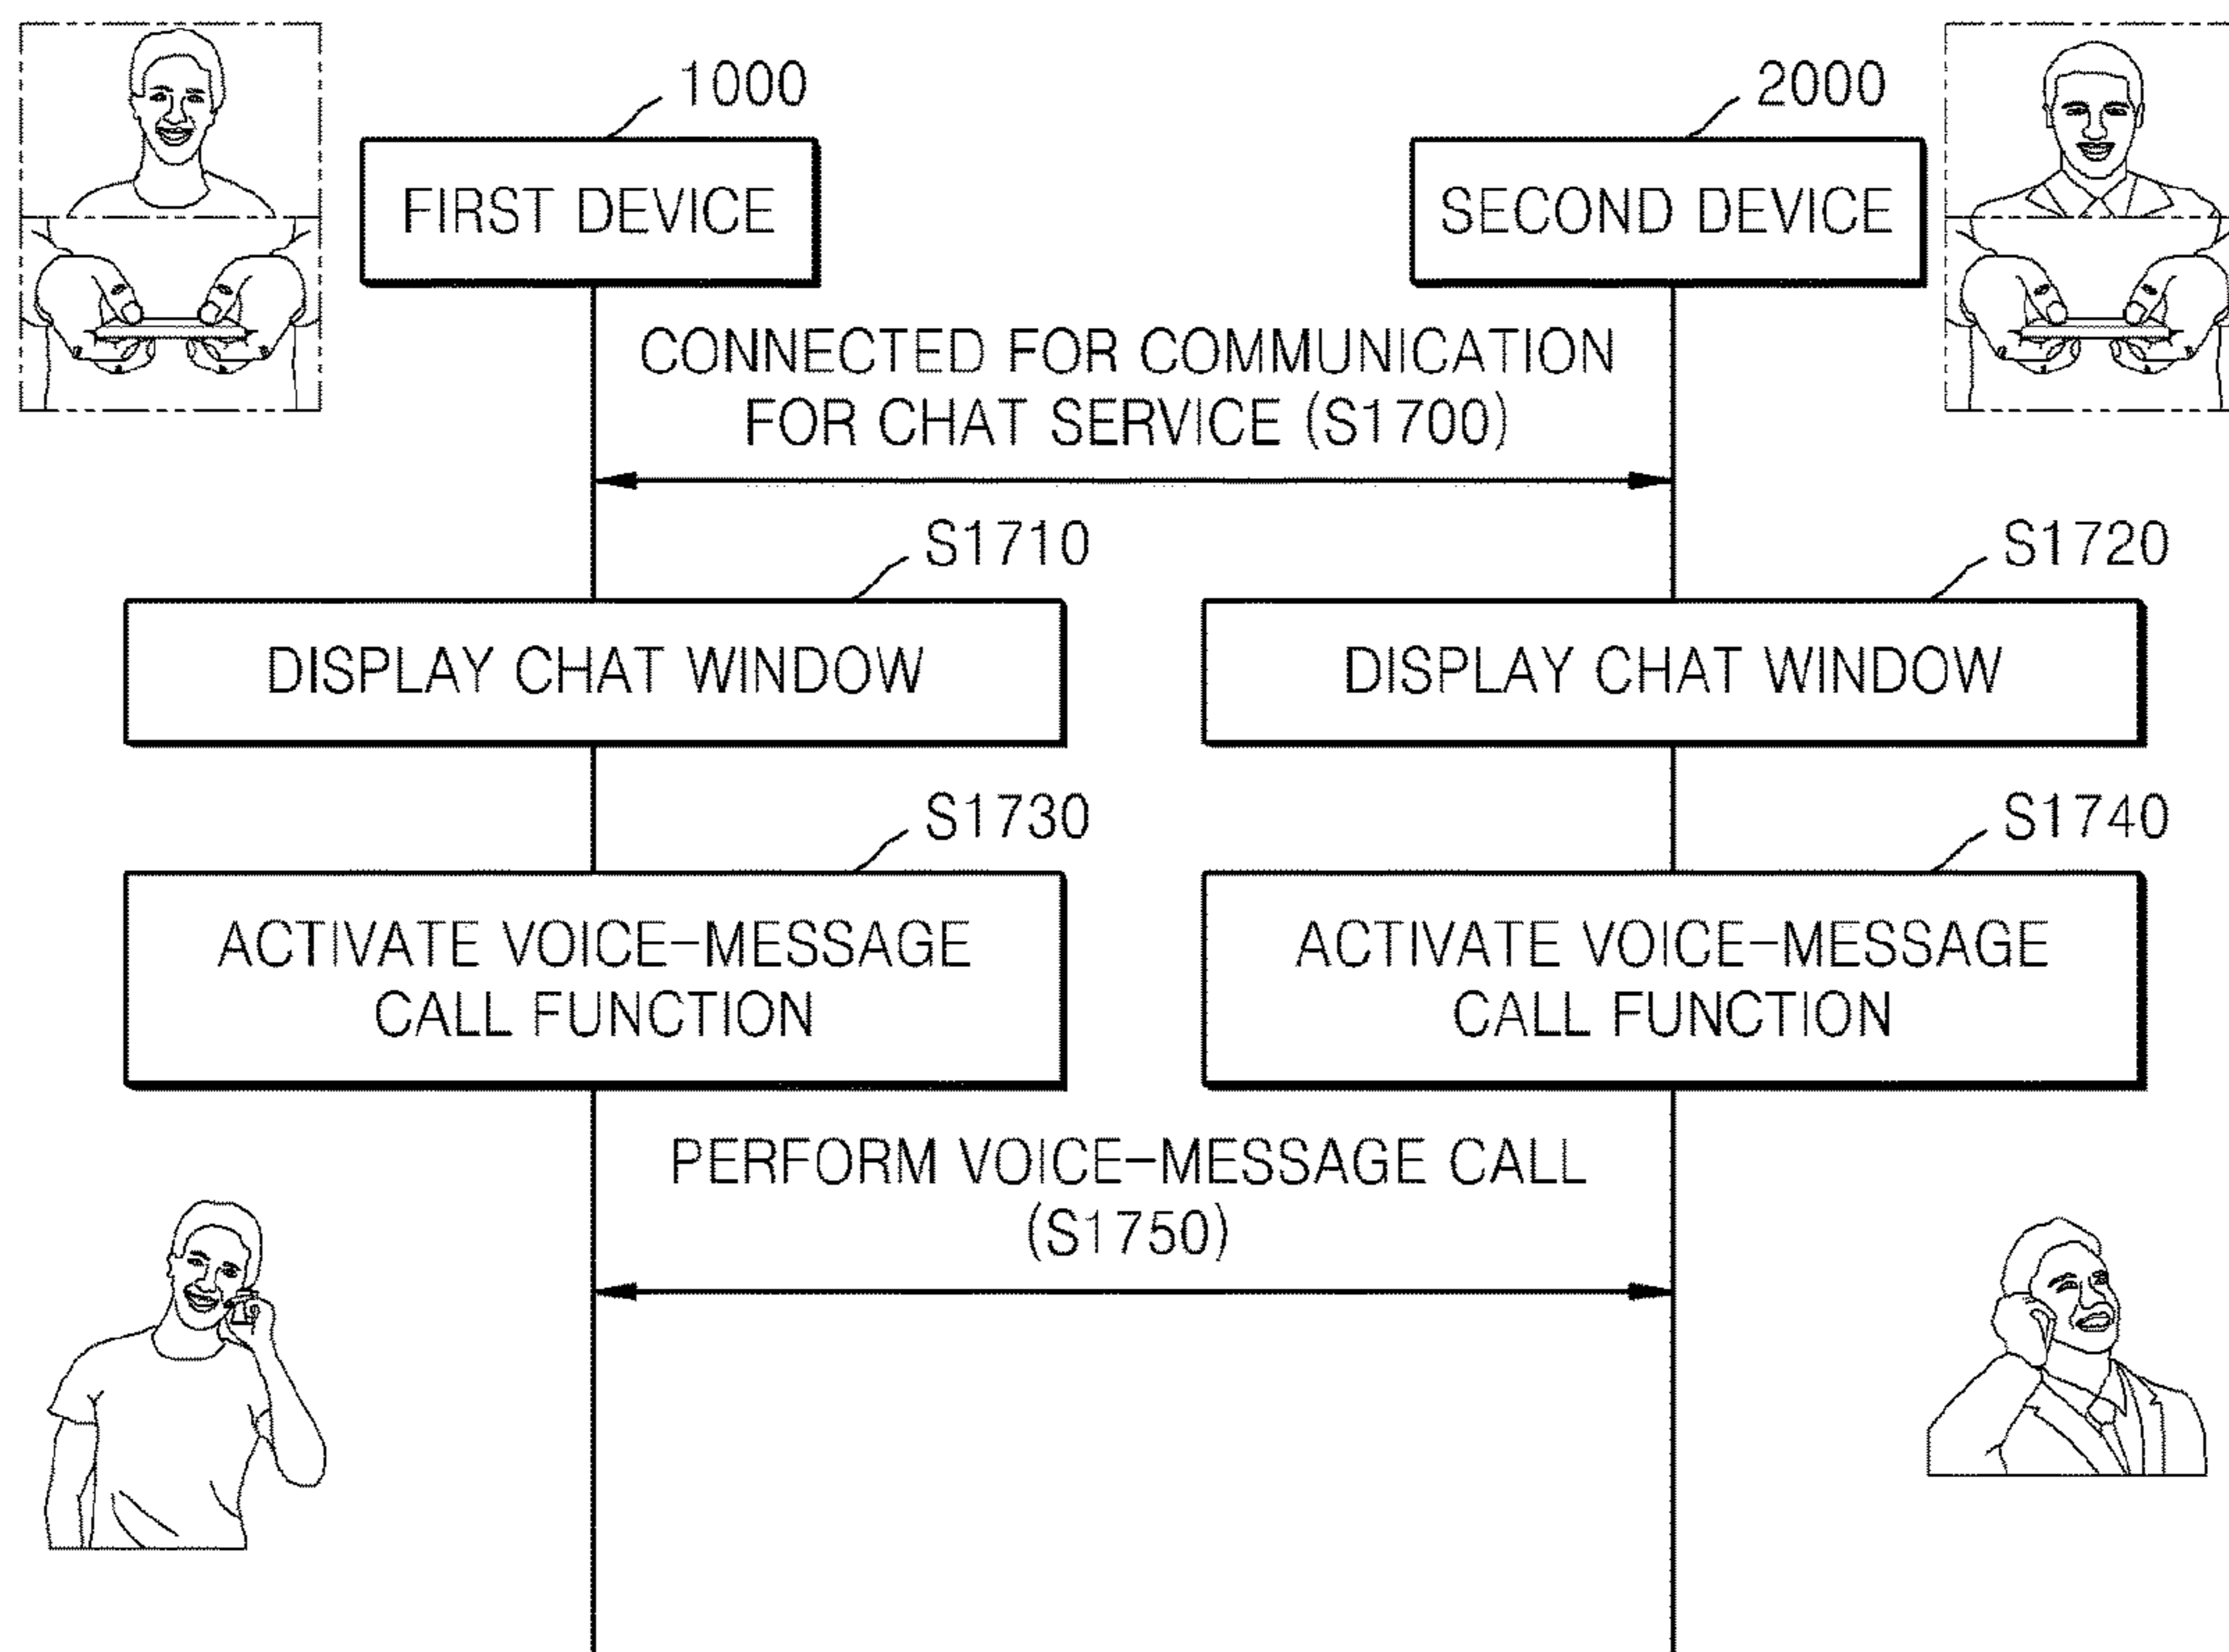 1000
2000
FIRST DEVICE
SECOND DEVICE
CONNECTED FOR COMMUNICATION
FOR CHAT SERVICE (S1700)
S1710
S1720
DISPLAY CHAT WINDOW
DISPLAY CHAT WINDOW
S1730
S1740
ACTIVATE VOICE-MESSAGE
CALL FUNCTION
ACTIVATE VOICE-MESSAGE
CALL FUNCTION
PERFORM VOICE-MESSAGE CALL
(S1750)